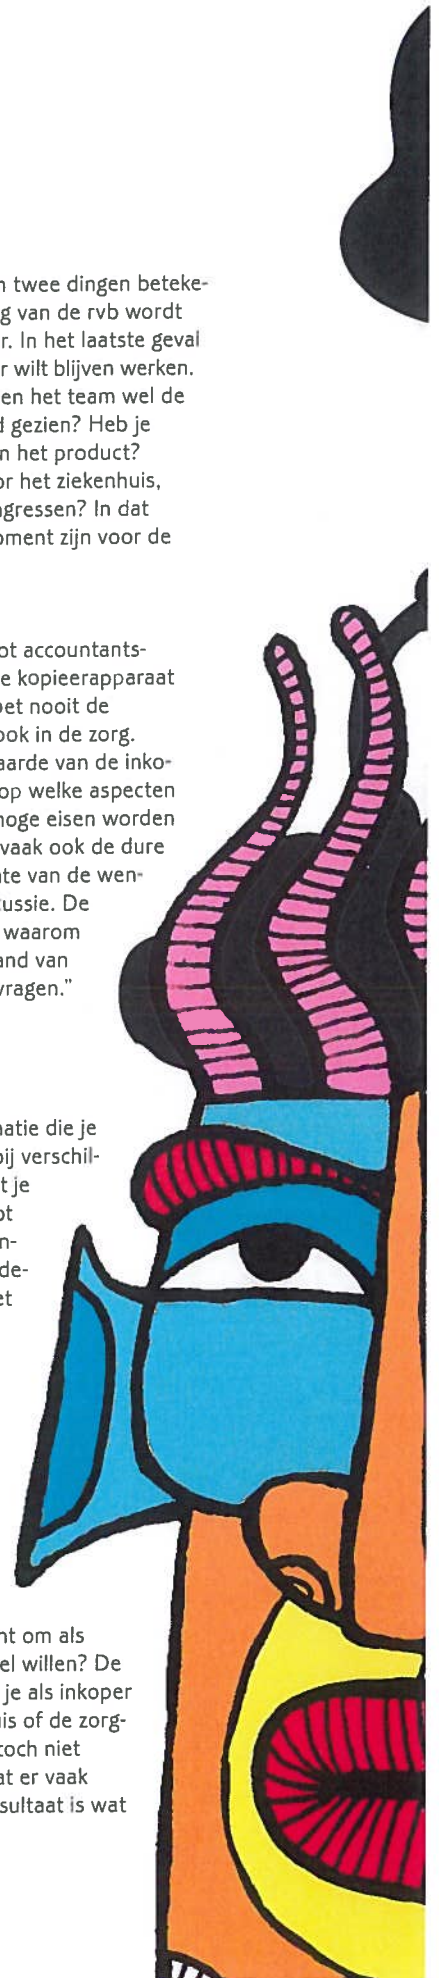 n twee dingen beteke-
g van de rvb wordt
r. In het laatste geval
r wilt blijven werken.
en het team wel de
d gezien? Heb je
n het product?
or het ziekenhuis,
ngressen? In dat
oment zijn voor de
ot accountants-
e kopieerapparaat
oet nooit de
ook in de zorg.
aarde van de inko-
op welke aspecten
hoge eisen worden
vaak ook de dure
nte van de wen-
ussie. De
waarom
and van
vragen.”
natie die je
bij verschil-
t je
ot
n-
de-
et
nt om als
el willen? De
je als inkoper
uis of de zorg-
toch niet
at er vaak
sultaat is wat